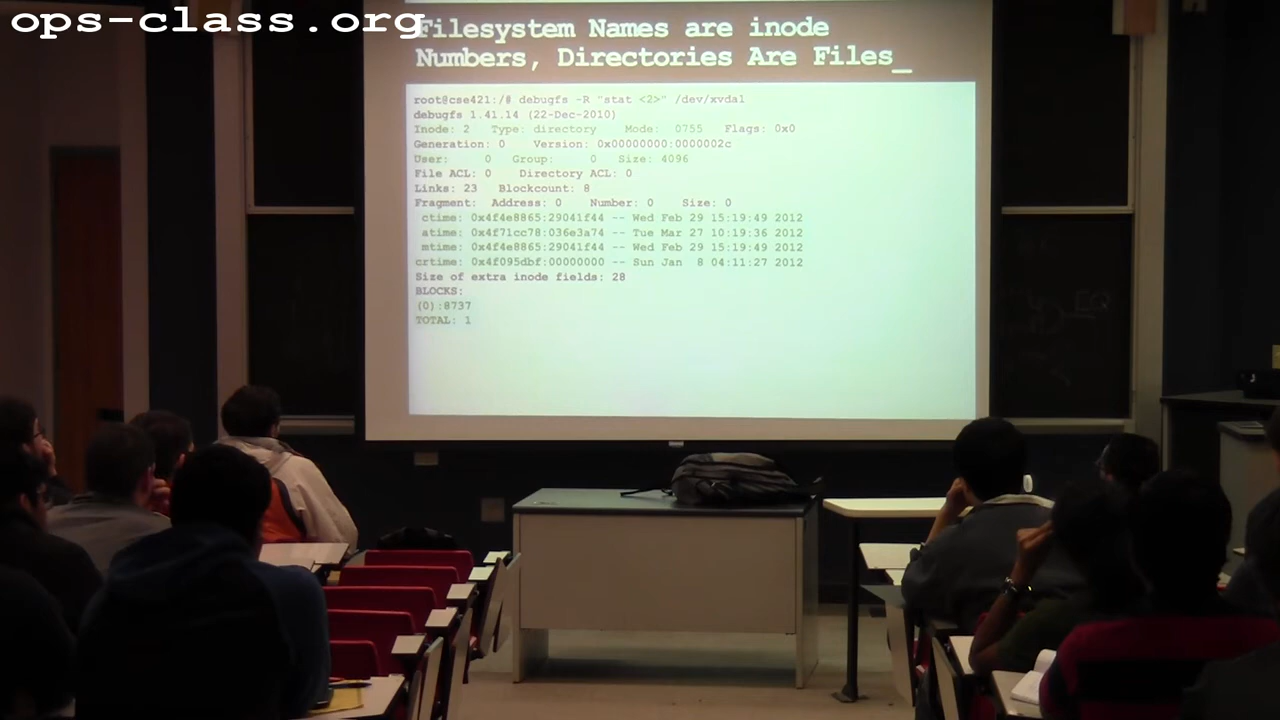 ops-class.org
Filesystem Names are inode
Numbers, Directories Are Files_
root@cse421:/# debugfs -R "stat <2>" /dev/xvda1
debugfs 1.41.14 (22-Dec-2010)
Inode: 2 Type: directory Mode: 0755 Flags: 0x0
Generation: 0 Version: 0x00000000:0000002c
User: 0 Group: 0 Size: 4096
File ACL: 0 Directory ACL: 0
Links: 23 Blockcount: 8
Fragment: Address: 0 Number: 0 Size: 0
ctime: 0x4f4e8865:29041f44 -- Wed Feb 29 15:19:49 2012
atime: 0x4f71cc78:036e3a74 -- Tue Mar 27 10:19:36 2012
mtime: 0x4f4e8865:29041f44 -- Wed Feb 29 15:19:49 2012
crtime: 0x4f095dbf:00000000 -- Sun Jan 8 04:11:27 2012
Size of extra inode fields: 28
BLOCKS:
(0):8737
TOTAL: 1